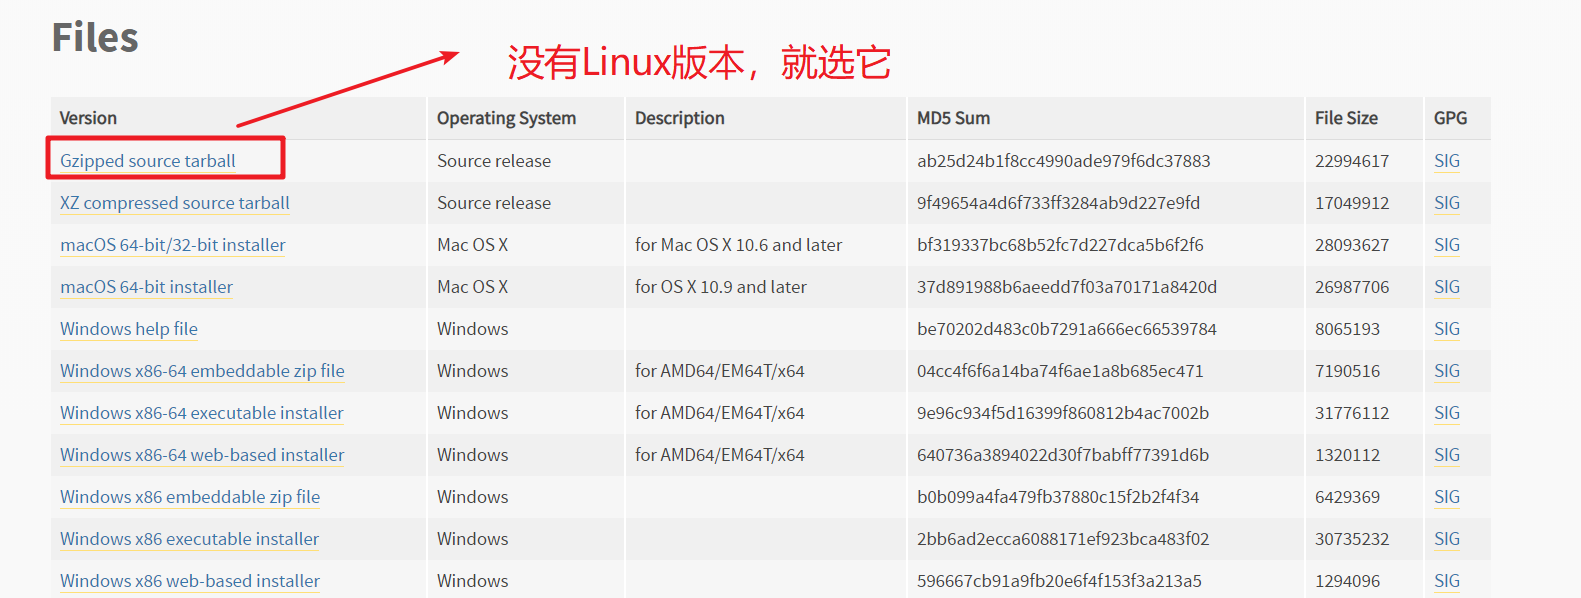 Files
没有Linux版本，就选它
Version Operating System Description MD5 Sum File Size GPG
Gzipped source tarball Source release ab25d24b1f8cc4990ade979f6dc37883 22994617 SIG
XZ compressed source tarball Source release 9f49654a4d6f733ff3284ab9d227e9fd 17049912 SIG
macOS 64-bit/32-bit installer Mac OS X for Mac OS X 10.6 and later bf319337bc68b52fc7d227dca5b6f2f6 28093627 SIG
macOS 64-bit installer Mac OS X for OS X 10.9 and later 37d891988b6aeedd7f03a70171a8420d 26987706 SIG
Windows help file Windows be70202d483c0b7291a666ec66539784 8065193 SIG
Windows x86-64 embeddable zip file Windows for AMD64/EM64T/x64 04cc4f6f6a14ba74f6ae1a8b685ec471 7190516 SIG
Windows x86-64 executable installer Windows for AMD64/EM64T/x64 9e96c934f5d16399f860812b4ac7002b 31776112 SIG
Windows x86-64 web-based installer Windows for AMD64/EM64T/x64 640736a3894022d30f7babff77391d6b 1320112 SIG
Windows x86 embeddable zip file Windows b0b099a4fa479fb37880c15f2b2f4f34 6429369 SIG
Windows x86 executable installer Windows 2bb6ad2ecca6088171ef923bca483f02 30735232 SIG
Windows x86 web-based installer Windows 596667cb91a9fb20e6f4f153f3a213a5 1294096 SIG